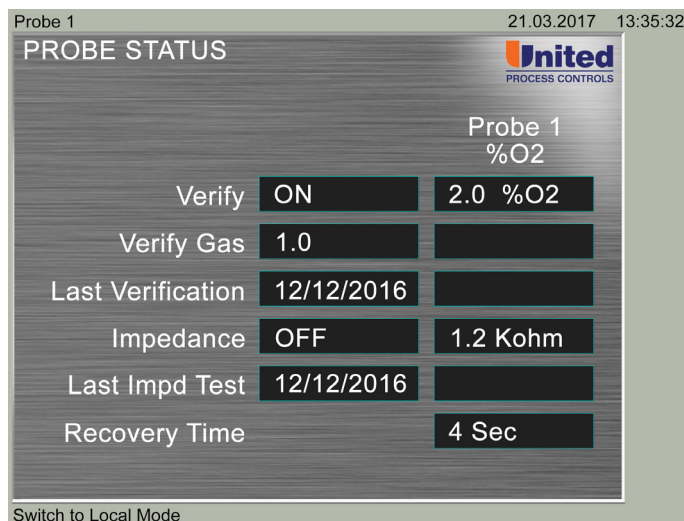 Probe 1 21.03.2017 13:35:32
PROBE STATUS
United
PROCESS CONTROLS
Probe 1
%O2
Verify ON 2.0 %O2
Verify Gas 1.0
Last Verification 12/12/2016
Impedance OFF 1.2 Kohm
Last Impd Test 12/12/2016
Recovery Time 4 Sec
Switch to Local Mode